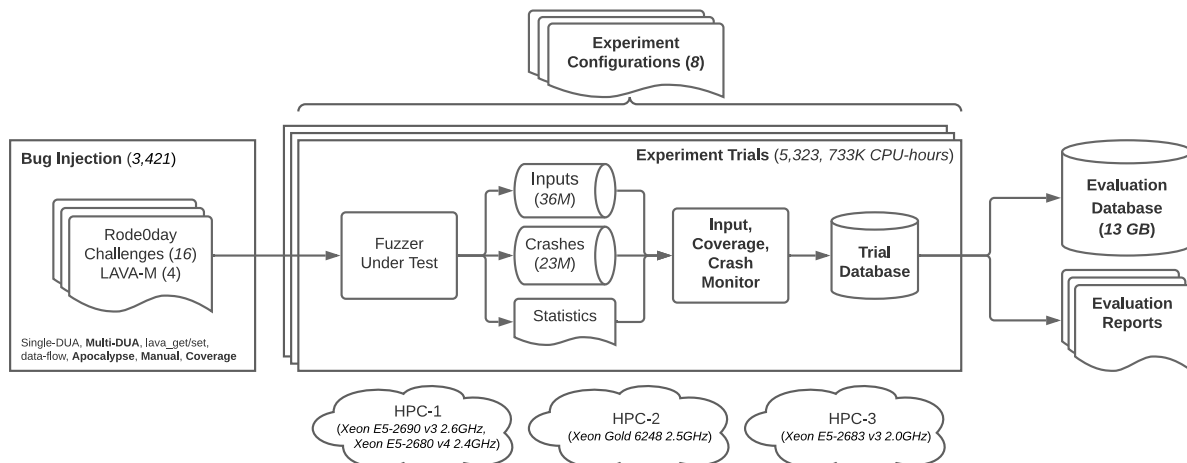 Experiment
Configurations (8)
Bug Injection (3,421)
Rode0day
Challenges (16)
LAVA-M (4)
Single-DUA, Multi-DUA, lava_get/set,
data-flow, Apocalypse, Manual, Coverage
Experiment Trials (5,323, 733K CPU-hours)
Fuzzer
Under Test
Inputs
(36M)
Crashes
(23M)
Statistics
Input,
Coverage,
Crash
Monitor
Trial
Database
Evaluation
Database
(13 GB)
Evaluation
Reports
HPC-1
(Xeon E5-2690 v3 2.6GHz,
Xeon E5-2680 v4 2.4GHz)
HPC-2
(Xeon Gold 6248 2.5GHz)
HPC-3
(Xeon E5-2683 v3 2.0GHz)